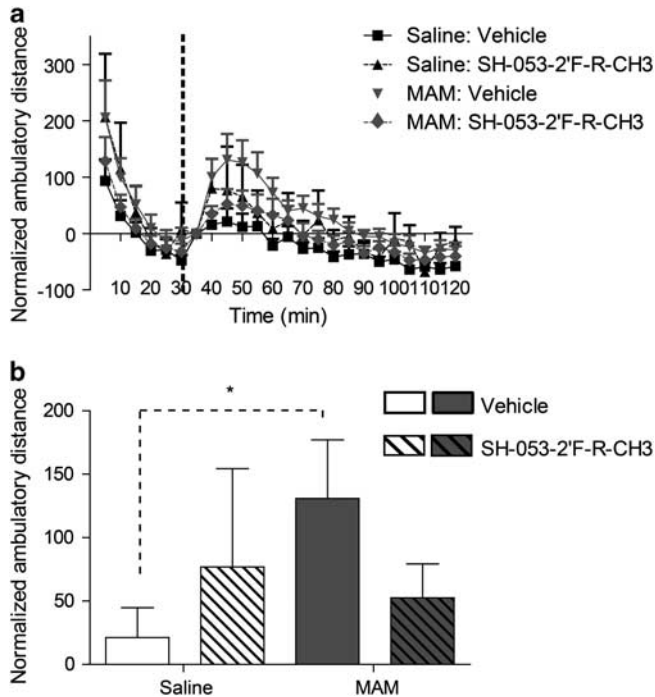 a
Saline: Vehicle
Saline: SH-053-2'F-R-CH3
MAM: Vehicle
MAM: SH-053-2'F-R-CH3
Normalized ambulatory distance
300
200
100
0
-100
10 20 30 40 50 60 70 80 90 100 110 120
Time (min)
b
*
Vehicle
SH-053-2'F-R-CH3
Normalized ambulatory distance
200
150
100
50
0
Saline MAM